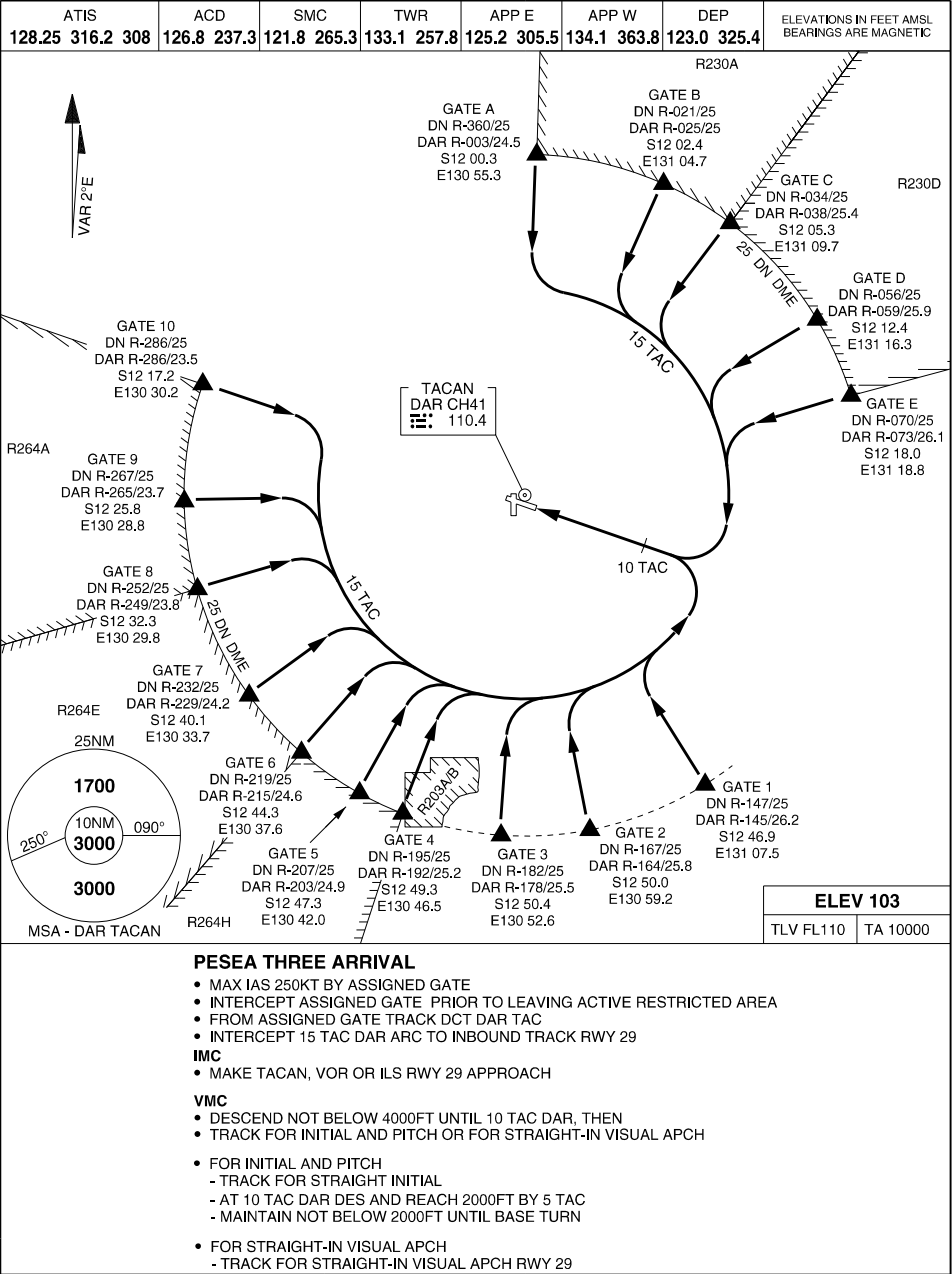 ATIS
128.25 316.2 308
ACD
126.8 237.3
SMC
121.8 265.3
TWR
133.1 257.8
APP E
125.2 305.5
APP W
134.1 363.8
DEP
123.0 325.4
ELEVATIONS IN FEET AMSL
BEARINGS ARE MAGNETIC
VAR 2°E
R230A
GATE A
DN R-360/25
DAR R-003/24.5
S12 00.3
E130 55.3
GATE B
DN R-021/25
DAR R-025/25
S12 02.4
E131 04.7
GATE C
DN R-034/25
DAR R-038/25.4
S12 05.3
E131 09.7
R230D
25 DN DME
GATE D
DN R-056/25
DAR R-059/25.9
S12 12.4
E131 16.3
GATE E
DN R-070/25
DAR R-073/26.1
S12 18.0
E131 18.8
15 TAC
TACAN
DAR CH41
110.4
10 TAC
GATE 10
DN R-286/25
DAR R-286/23.5
S12 17.2
E130 30.2
R264A
GATE 9
DN R-267/25
DAR R-265/23.7
S12 25.8
E130 28.8
GATE 8
DN R-252/25
DAR R-249/23.8
S12 32.3
E130 29.8
15 TAC
25 DN DME
GATE 7
DN R-232/25
DAR R-229/24.2
S12 40.1
E130 33.7
R264E
GATE 6
DN R-219/25
DAR R-215/24.6
S12 44.3
E130 37.6
GATE 5
DN R-207/25
DAR R-203/24.9
S12 47.3
E130 42.0
R203A/B
GATE 4
DN R-195/25
DAR R-192/25.2
S12 49.3
E130 46.5
GATE 3
DN R-182/25
DAR R-178/25.5
S12 50.4
E130 52.6
GATE 2
DN R-167/25
DAR R-164/25.8
S12 50.0
E130 59.2
GATE 1
DN R-147/25
DAR R-145/26.2
S12 46.9
E131 07.5
25NM
1700
10NM
3000
250°
090°
3000
MSA - DAR TACAN
R264H
ELEV 103
TLV FL110
TA 10000
PESEA THREE ARRIVAL
• MAX IAS 250KT BY ASSIGNED GATE
• INTERCEPT ASSIGNED GATE PRIOR TO LEAVING ACTIVE RESTRICTED AREA
• FROM ASSIGNED GATE TRACK DCT DAR TAC
• INTERCEPT 15 TAC DAR ARC TO INBOUND TRACK RWY 29
IMC
• MAKE TACAN, VOR OR ILS RWY 29 APPROACH
VMC
• DESCEND NOT BELOW 4000FT UNTIL 10 TAC DAR, THEN
• TRACK FOR INITIAL AND PITCH OR FOR STRAIGHT-IN VISUAL APCH
• FOR INITIAL AND PITCH
- TRACK FOR STRAIGHT INITIAL
- AT 10 TAC DAR DES AND REACH 2000FT BY 5 TAC
- MAINTAIN NOT BELOW 2000FT UNTIL BASE TURN
• FOR STRAIGHT-IN VISUAL APCH
- TRACK FOR STRAIGHT-IN VISUAL APCH RWY 29